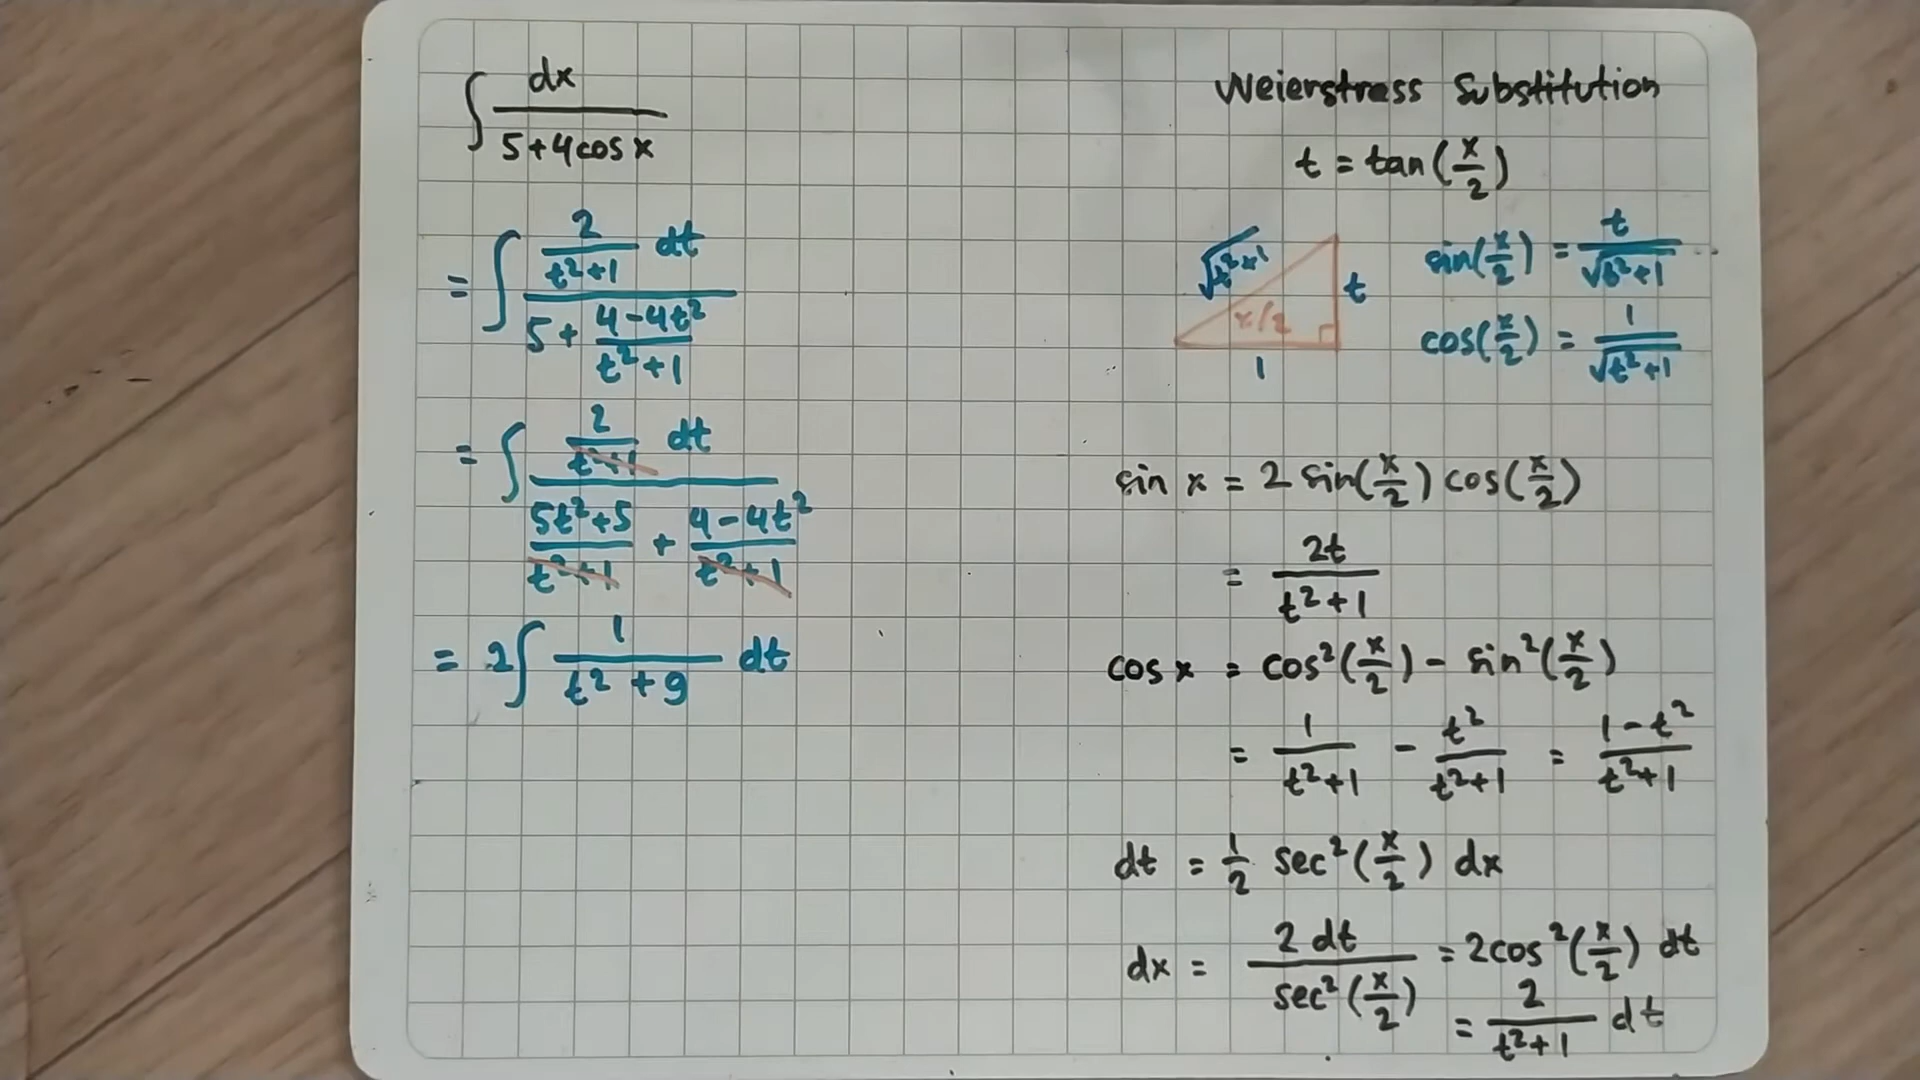 ∫ dx / (5+4cos x)
= ∫ (2/(t²+1) dt) / (5 + (4-4t²)/(t²+1))
= ∫ (2/(t²+1) dt) / ((5t²+5)/(t²+1) + (4-4t²)/(t²+1))
= 2∫ 1/(t²+9) dt
Weierstrass Substitution
t = tan(x/2)
√(t²+1)
x/2
t
1
sin(x/2) = t/√(t²+1)
cos(x/2) = 1/√(t²+1)
sin x = 2 sin(x/2) cos(x/2)
= 2t/(t²+1)
cos x = cos²(x/2) - sin²(x/2)
= 1/(t²+1) - t²/(t²+1) = (1-t²)/(t²+1)
dt = 1/2 sec²(x/2) dx
dx = 2 dt / sec²(x/2) = 2cos²(x/2) dt
= 2/(t²+1) dt